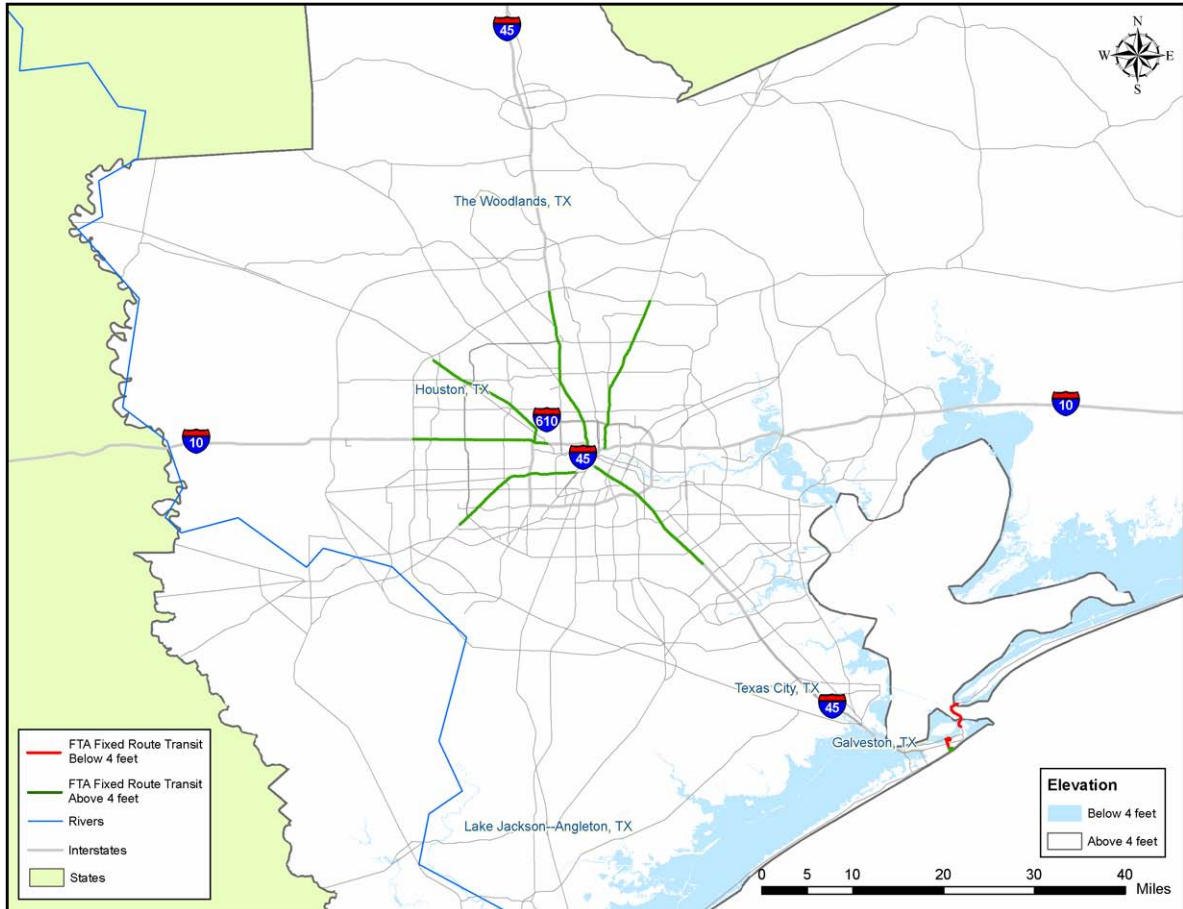 45
N
W
E
S
The Woodlands, TX
Houston, TX
610
10
10
45
Texas City, TX
45
Galveston, TX
Lake Jackson--Angleton, TX
FTA Fixed Route Transit
Below 4 feet
FTA Fixed Route Transit
Above 4 feet
Rivers
Interstates
States
Elevation
Below 4 feet
Above 4 feet
0 5 10 20 30 40
Miles